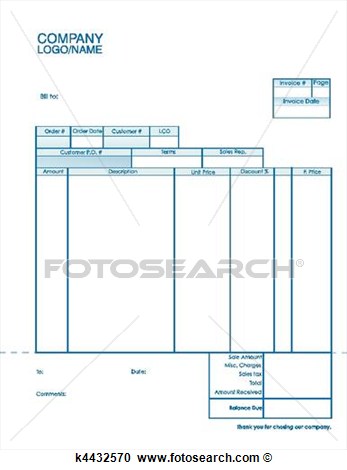 COMPANY
LOGO/NAME
Invoice # Page
Bill to:
Invoice Date
Order # Order Date Customer # LCO
Customer P.O. # Terms Sales Rep.
Amount Description Unit Price Discount % P. Price
FOTOSEARCH
Sale Amount
Misc. Charges
Sales tax
Total
Amount Received
Balance Due
To: Date:
Comments:
Thank you for chosing our company.
k4432570 www.fotosearch.com ©